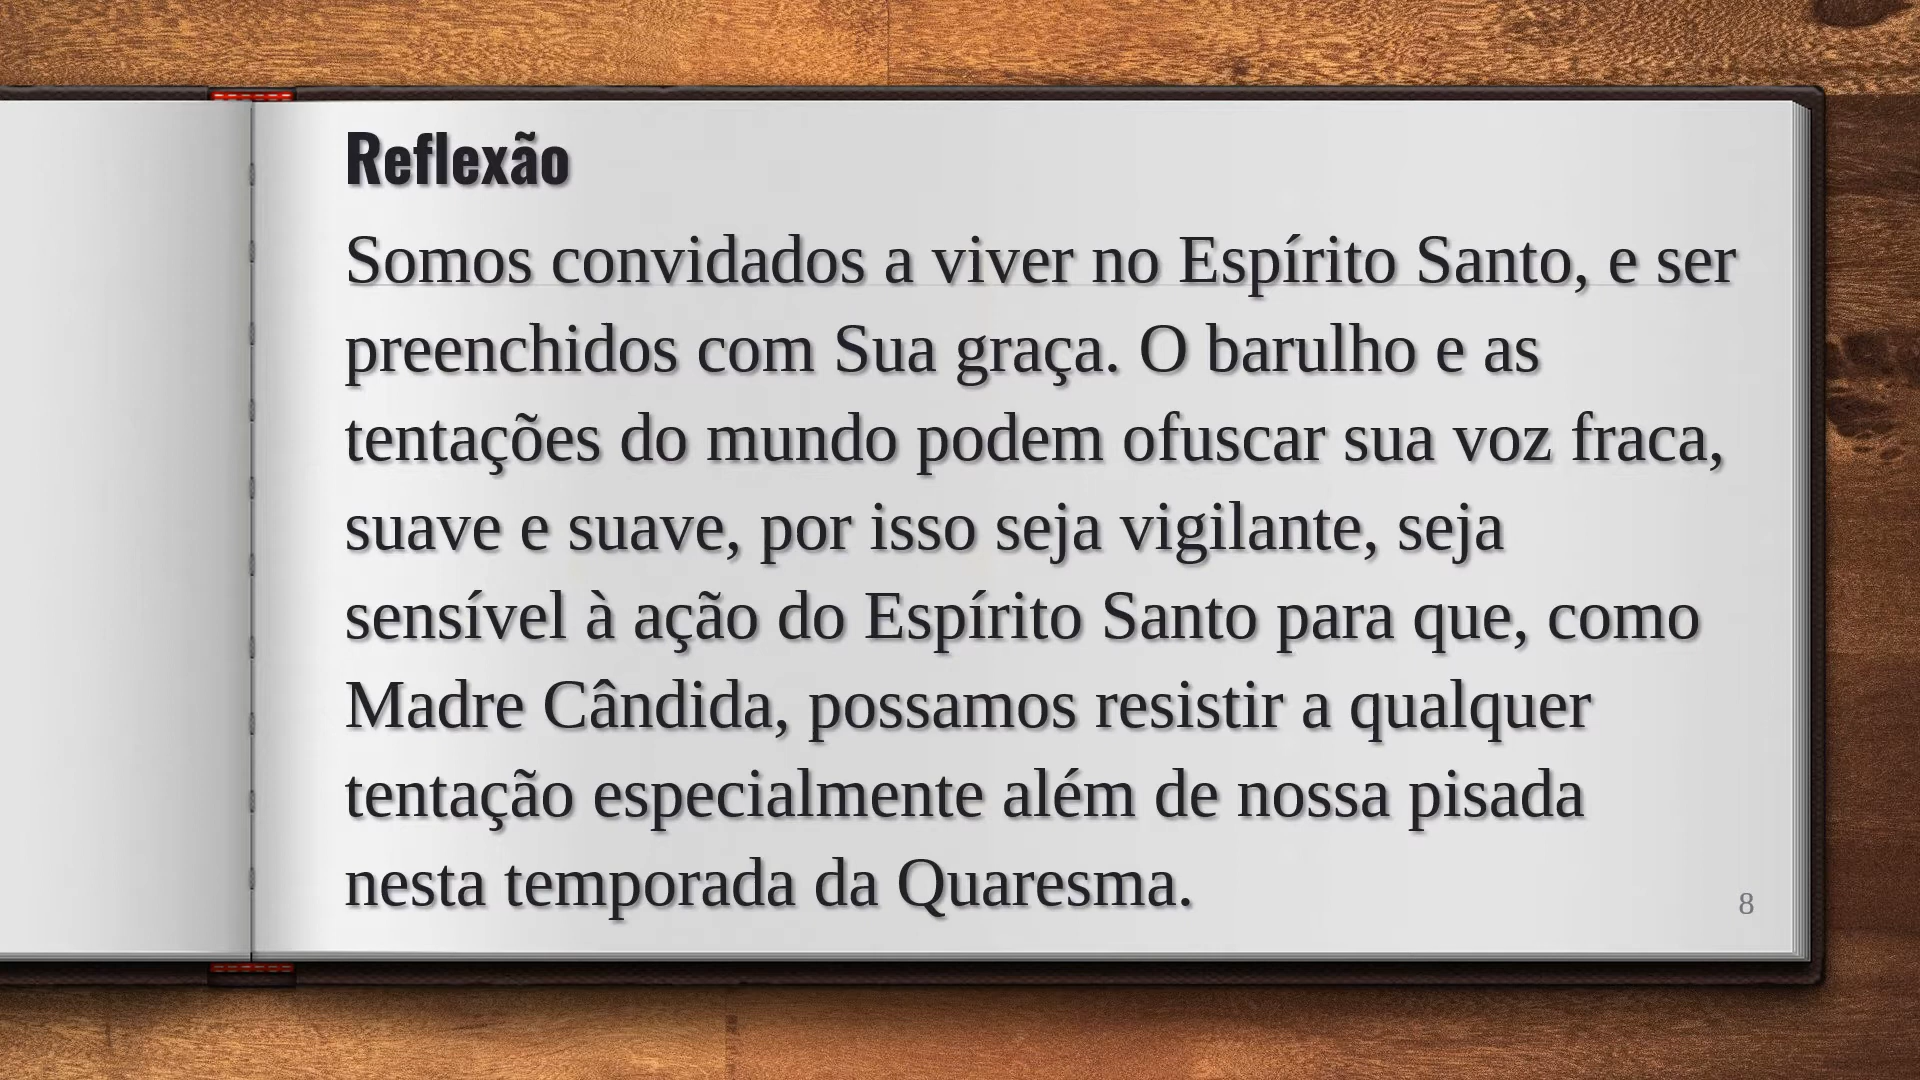 Reflexão
Somos convidados a viver no Espírito Santo, e ser
preenchidos com Sua graça. O barulho e as
tentações do mundo podem ofuscar sua voz fraca,
suave e suave, por isso seja vigilante, seja
sensível à ação do Espírito Santo para que, como
Madre Cândida, possamos resistir a qualquer
tentação especialmente além de nossa pisada
nesta temporada da Quaresma.
8